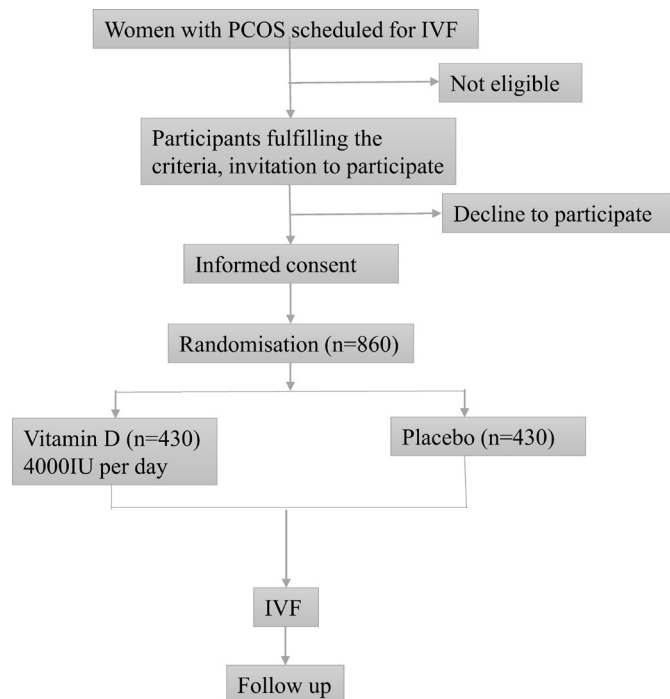 Women with PCOS scheduled for IVF
Not eligible
Participants fulfilling the
criteria, invitation to participate
Decline to participate
Informed consent
Randomisation (n=860)
Vitamin D (n=430)
4000IU per day
Placebo (n=430)
IVF
Follow up